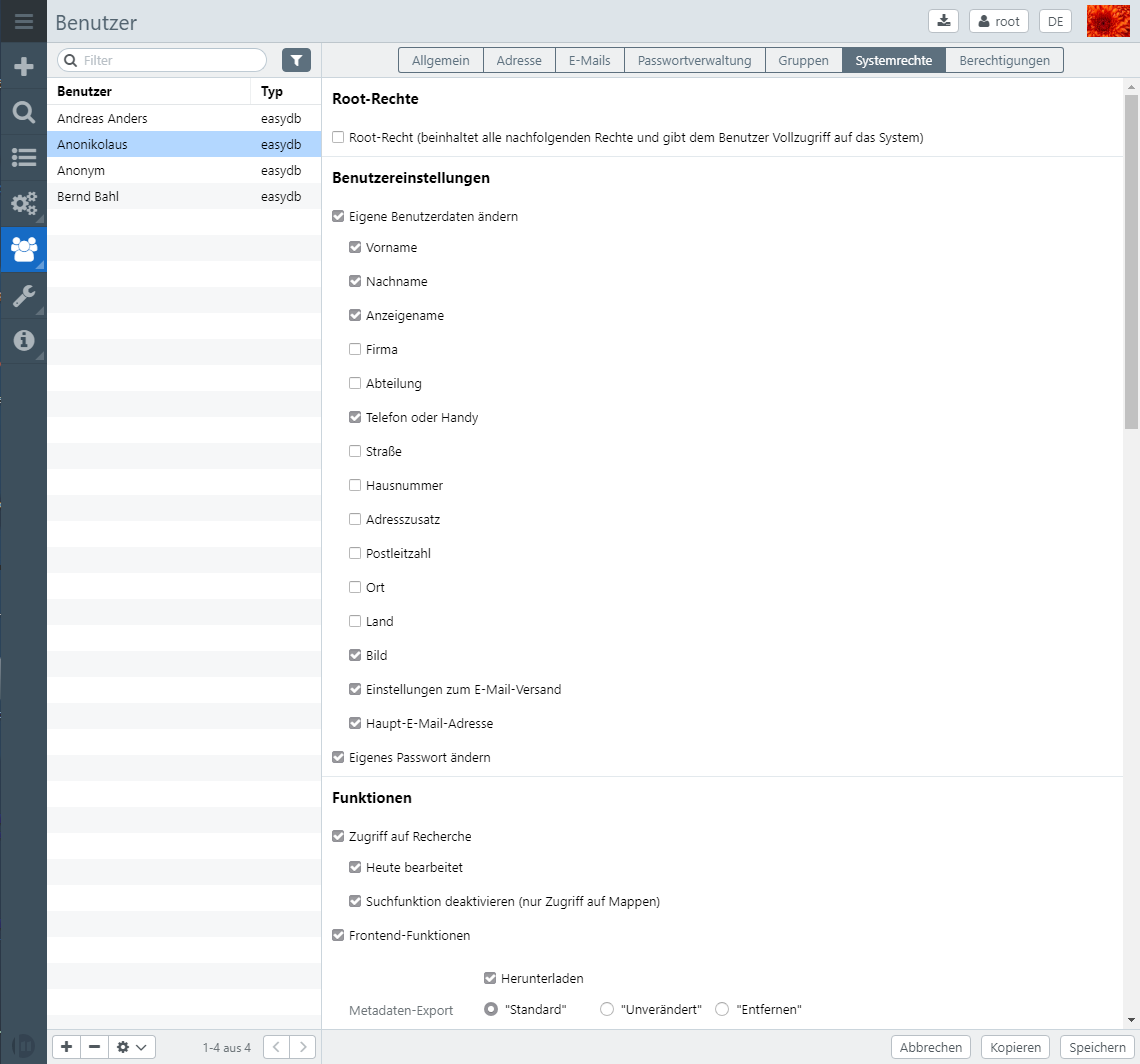 Benutzer
root
DE
Filter
Allgemein Adresse E-Mails Passwortverwaltung Gruppen Systemrechte Berechtigungen
Benutzer Typ
Andreas Anders easydb
Anonikolaus easydb
Anonym easydb
Bernd Bahl easydb
Root-Rechte
Root-Recht (beinhaltet alle nachfolgenden Rechte und gibt dem Benutzer Vollzugriff auf das System)
Benutzereinstellungen
Eigene Benutzerdaten ändern
Vorname
Nachname
Anzeigename
Firma
Abteilung
Telefon oder Handy
Straße
Hausnummer
Adresszusatz
Postleitzahl
Ort
Land
Bild
Einstellungen zum E-Mail-Versand
Haupt-E-Mail-Adresse
Eigenes Passwort ändern
Funktionen
Zugriff auf Recherche
Heute bearbeitet
Suchfunktion deaktivieren (nur Zugriff auf Mappen)
Frontend-Funktionen
Herunterladen
Metadaten-Export "Standard" "Unverändert" "Entfernen"
1-4 aus 4
Abbrechen Kopieren Speichern